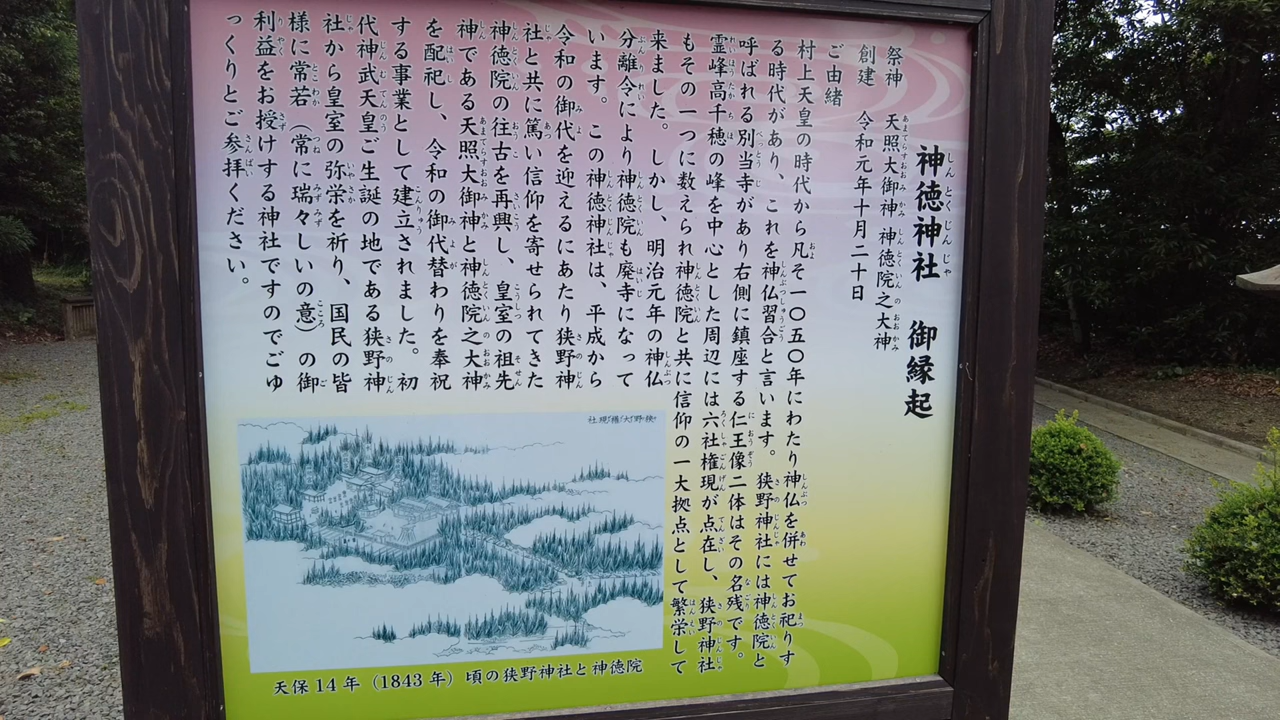 神徳神社　御縁起
祭神　天照大御神　神徳院之大神
創建　令和元年十月二十日
ご由緒
村上天皇の時代から凡そ一〇五〇年にわたり神仏を併せてお祀りす
る時代があり、これを神仏習合と言います。狭野神社には神徳院と
呼ばれる別当寺があり右側に鎮座する仁王像二体はその名残です。
霊峰高千穂の峰を中心とした周辺には六社権現が点在し、狭野神社
もその一つに数えられ神徳院と共に信仰の一大拠点として繁栄して
来ました。しかし、明治元年の神仏
分離令により神徳院も廃寺になって
います。この神徳神社は、平成から
令和の御代を迎えるにあたり狭野神
社と共に篤い信仰を寄せられてきた
神徳院の往古を再興し、皇室の祖先
神である天照大御神と神徳院之大神
を配祀し、令和の御代替わりを奉祝
する事業として建立されました。初
代神武天皇ご生誕の地である狭野神
社から皇室の弥栄を祈り、国民の皆
様に常若（常に瑞々しいの意）の御
利益をお授けする神社ですのでごゆ
っくりとご参拝ください。
社現権大野狭
天保14年（1843年）頃の狭野神社と神徳院